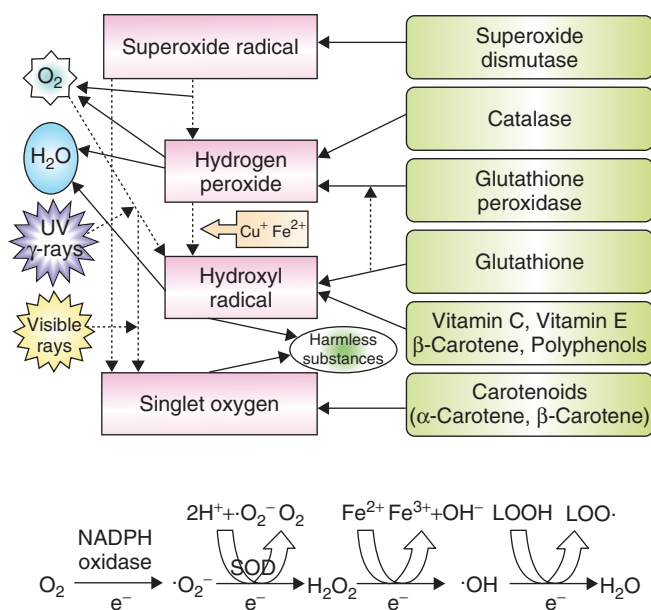 Superoxide radical
Superoxide
dismutase
O₂
Catalase
H₂O
Hydrogen
peroxide
Glutathione
peroxidase
UV
γ-rays
Cu⁺ Fe²⁺
Hydroxyl
radical
Glutathione
Visible
rays
Harmless
substances
Vitamin C, Vitamin E
β-Carotene, Polyphenols
Singlet oxygen
Carotenoids
(α-Carotene, β-Carotene)
2H⁺+·O₂⁻ O₂
Fe²⁺ Fe³⁺+OH⁻
LOOH LOO·
NADPH
oxidase
SOD
O₂ e⁻ ·O₂⁻ e⁻ H₂O₂ e⁻ ·OH e⁻ H₂O